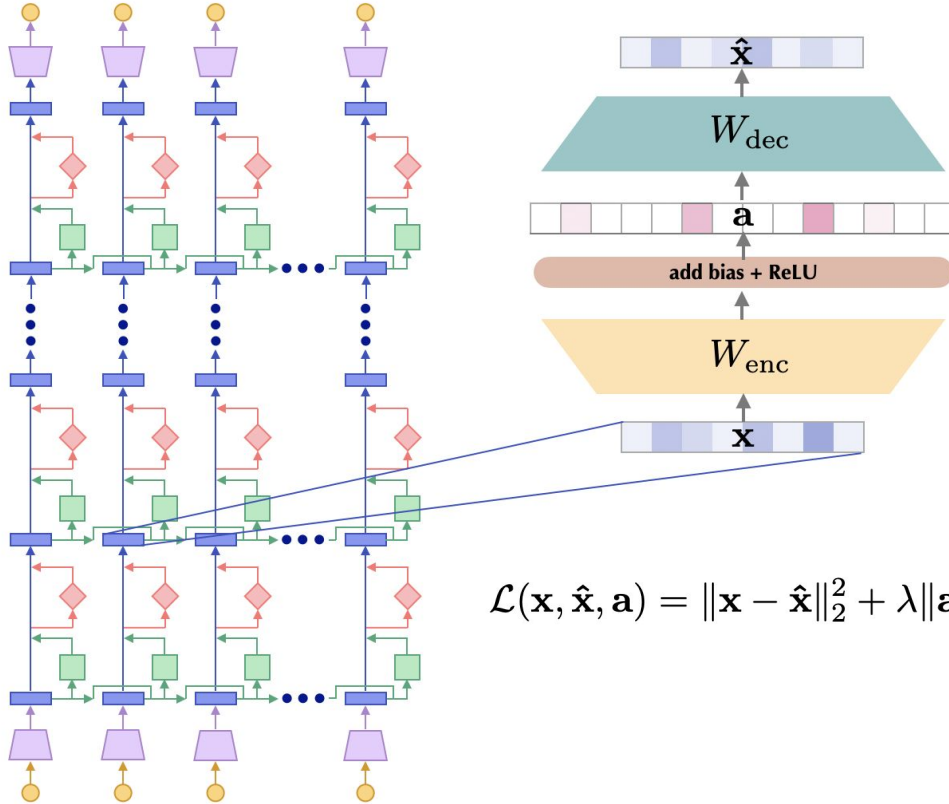 x̂
W_dec
a
add bias + ReLU
W_enc
x
ℒ(x, x̂, a) = ‖x − x̂‖₂² + λ‖a